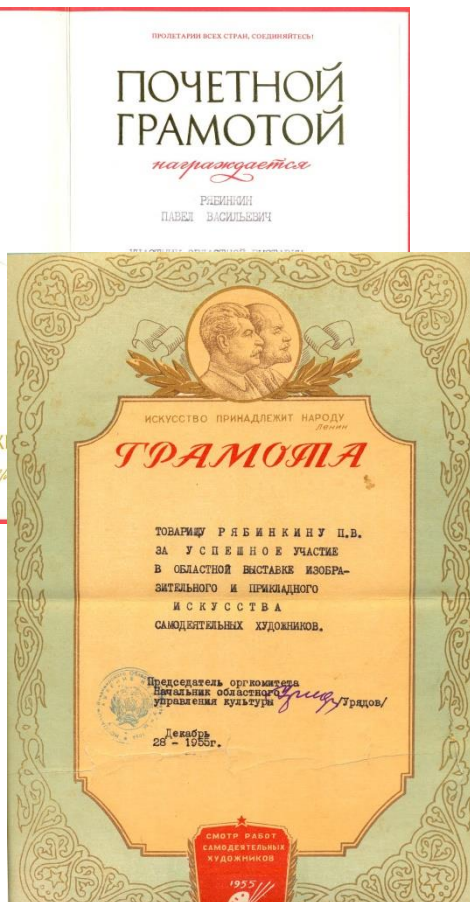 ПРОЛЕТАРИИ ВСЕХ СТРАН, СОЕДИНЯЙТЕСЬ!
ПОЧЕТНОЙ
ГРАМОТОЙ
награждается
РЯБИНКИН
ПАВЕЛ ВАСИЛЬЕВИЧ
ИСКУССТВО ПРИНАДЛЕЖИТ НАРОДУ
Ленин
ГРАМОТА
ТОВАРИЩУ РЯБИНКИНУ П.В.
ЗА УСПЕШНОЕ УЧАСТИЕ
В ОБЛАСТНОЙ ВЫСТАВКЕ ИЗОБРА-
ЗИТЕЛЬНОГО И ПРИКЛАДНОГО
ИСКУССТВА
САМОДЕЯТЕЛЬНЫХ ХУДОЖНИКОВ.
Председатель оргкомитета
Начальник областного
управления культуры /Урядов/
Декабрь
28 - 1955г.
СМОТР РАБОТ
САМОДЕЯТЕЛЬНЫХ
ХУДОЖНИКОВ
1955